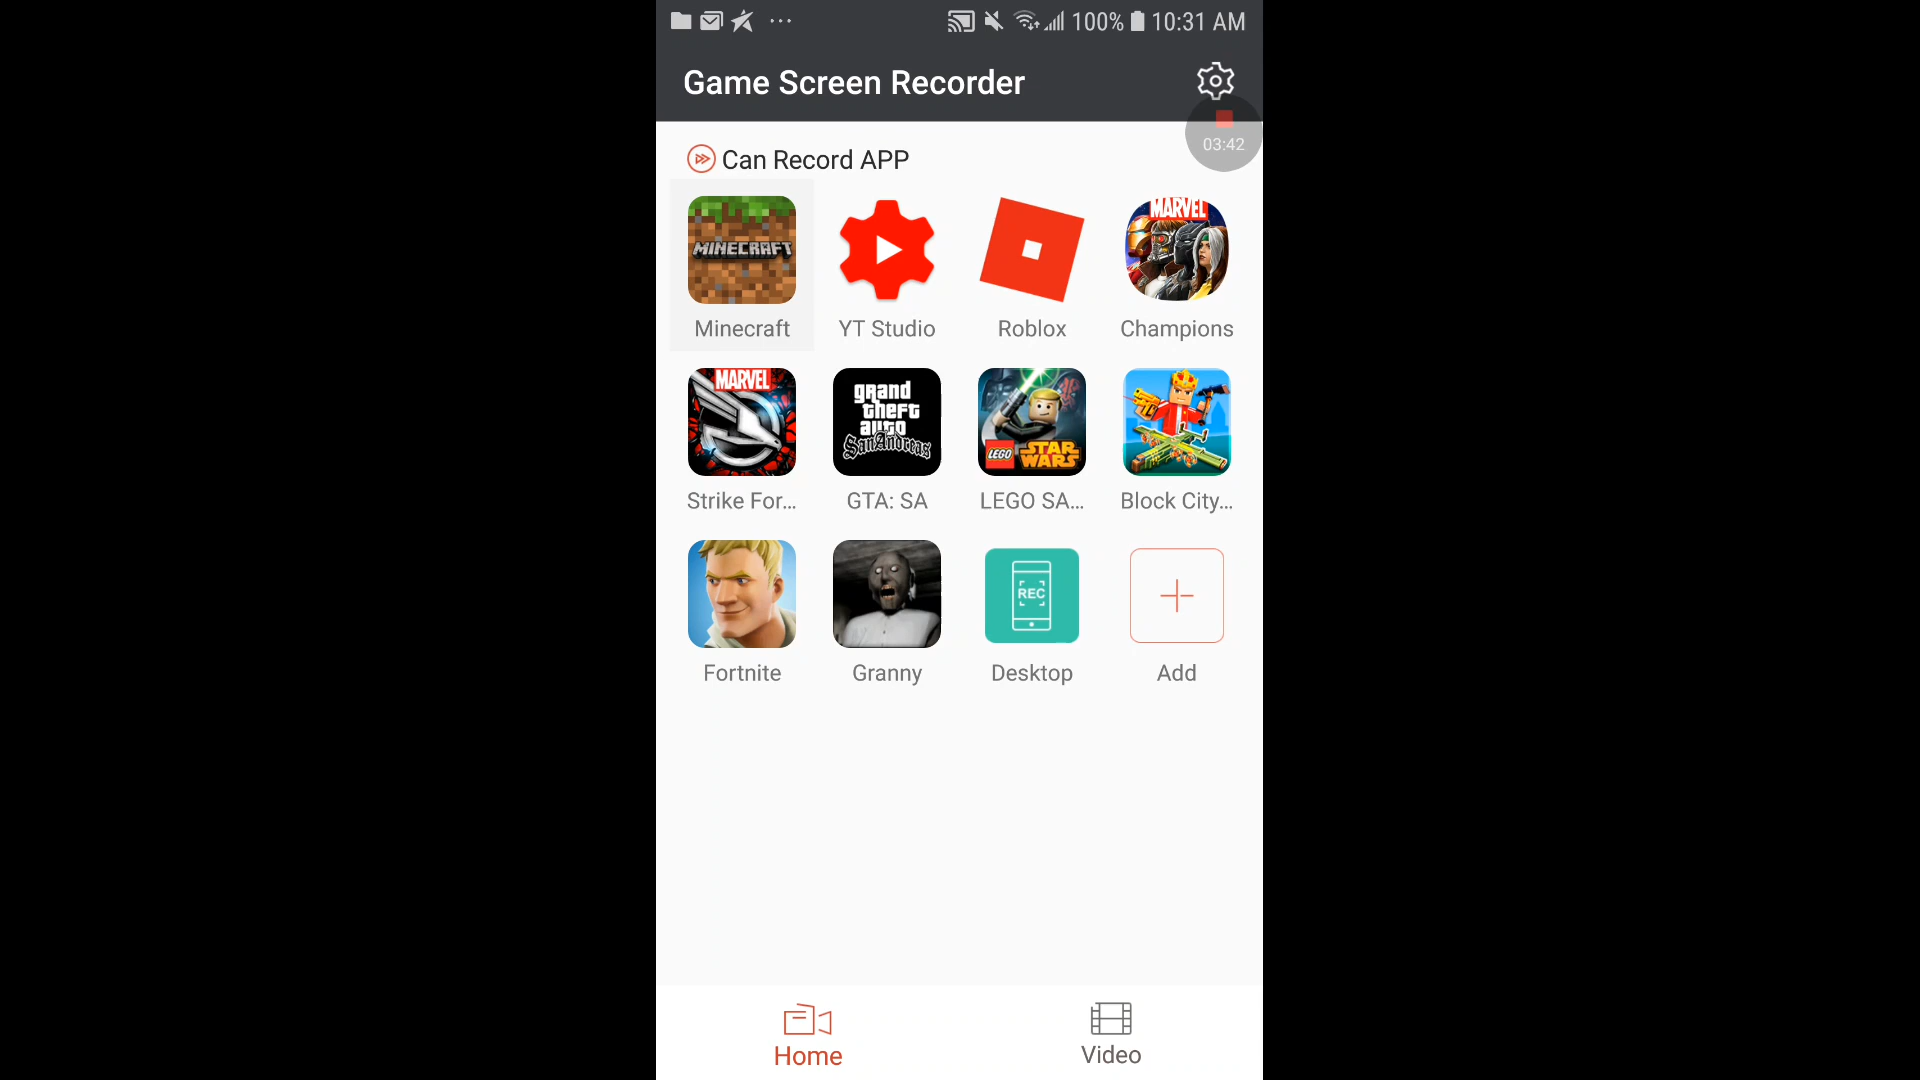 100% 10:31 AM
Game Screen Recorder
03:42
Can Record APP
MINECRAFT
MARVEL
Minecraft
YT Studio
Roblox
Champions
MARVEL
grand
theft
auto
San Andreas
LEGO
STAR
WARS
Strike For...
GTA: SA
LEGO SA...
Block City...
REC
Fortnite
Granny
Desktop
Add
Home
Video